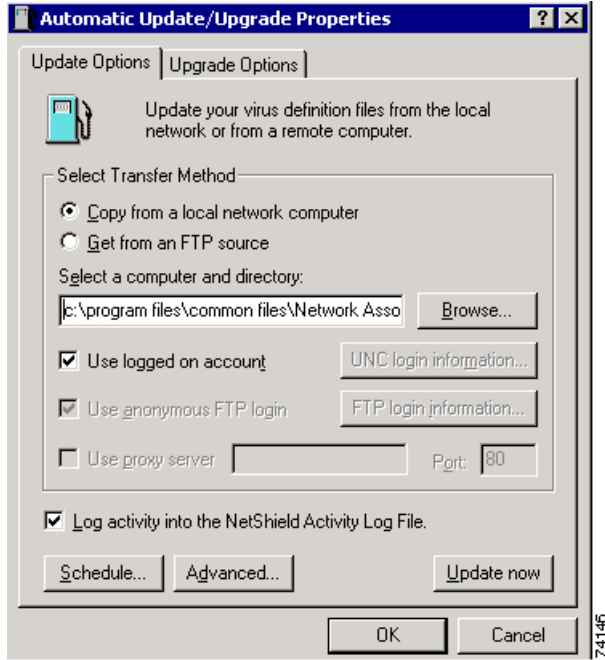 Automatic Update/Upgrade Properties
Update Options
Upgrade Options
Update your virus definition files from the local
network or from a remote computer.
Select Transfer Method
Copy from a local network computer
Get from an FTP source
Select a computer and directory:
c:\program files\common files\Network Asso
Browse...
Use logged on account
UNC login information...
Use anonymous FTP login
FTP login information...
Use proxy server
Port:
80
Log activity into the NetShield Activity Log File.
Schedule...
Advanced...
Update now
OK
Cancel
74146